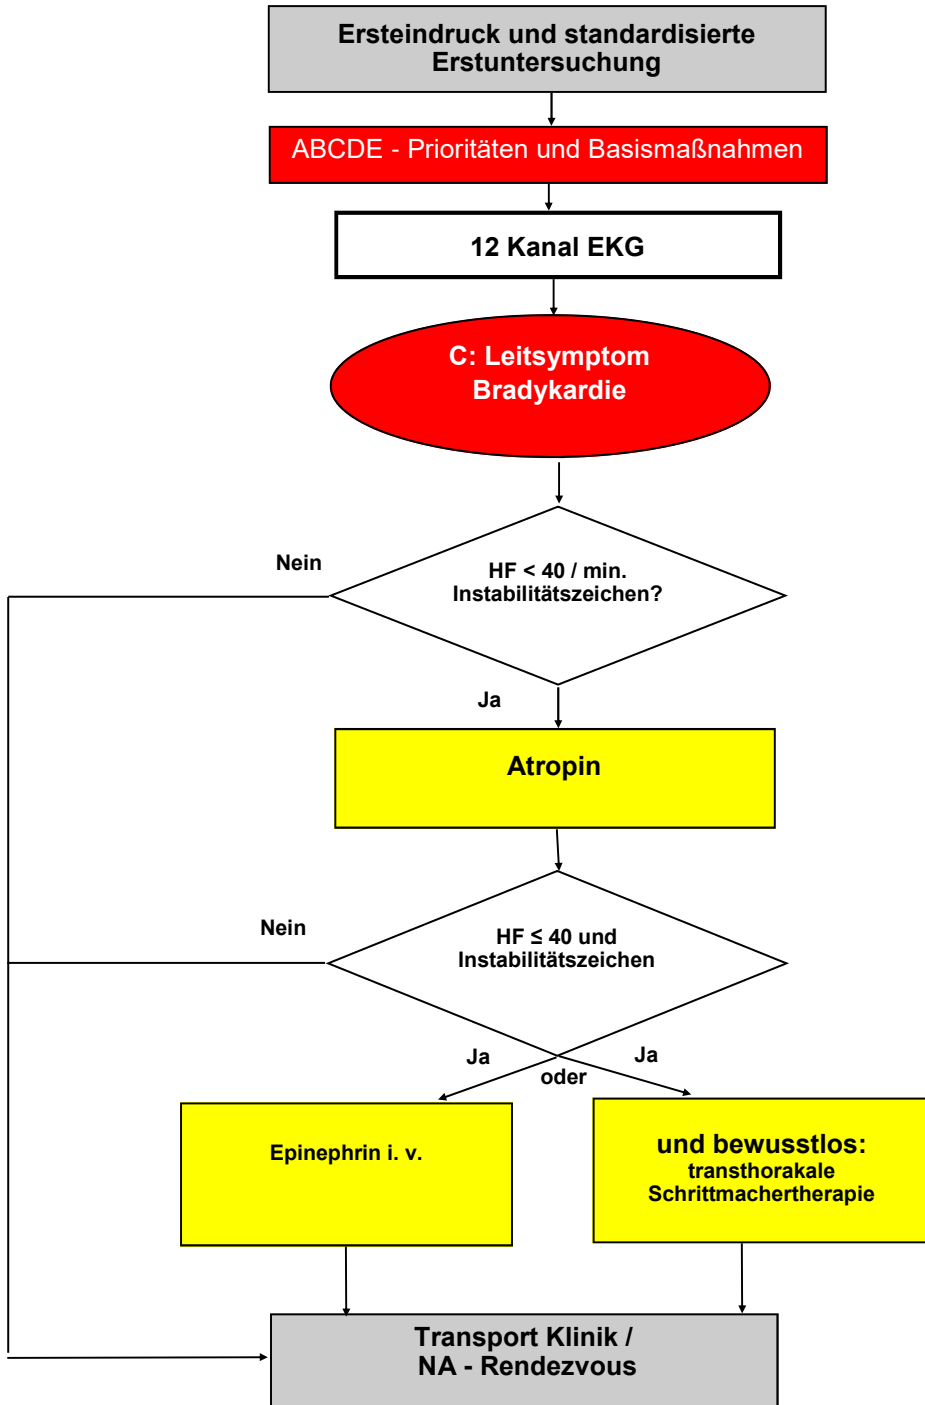 Ersteindruck und standardisierte
Erstuntersuchung
ABCDE - Prioritäten und Basismaßnahmen
12 Kanal EKG
C: Leitsymptom
Bradykardie
Nein
HF < 40 / min.
Instabilitätszeichen?
Ja
Atropin
Nein
HF ≤ 40 und
Instabilitätszeichen
Ja
Ja
oder
Epinephrin i. v.
und bewusstlos:
transthorakale
Schrittmachertherapie
Transport Klinik /
NA - Rendezvous